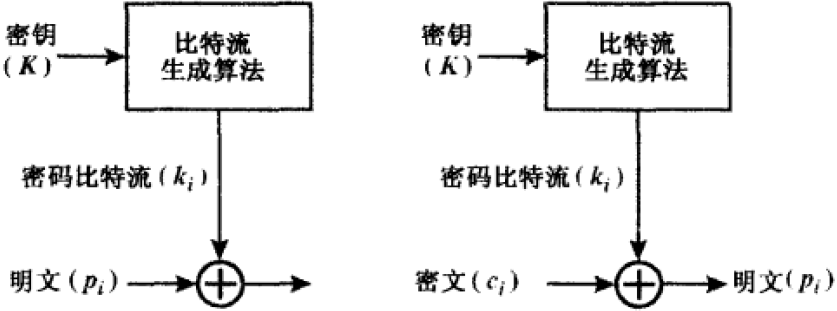 密钥
(K)
比特流
生成算法
密码比特流(ki)
明文(pi)
密钥
(K)
比特流
生成算法
密码比特流(ki)
密文(ci)
明文(pi)